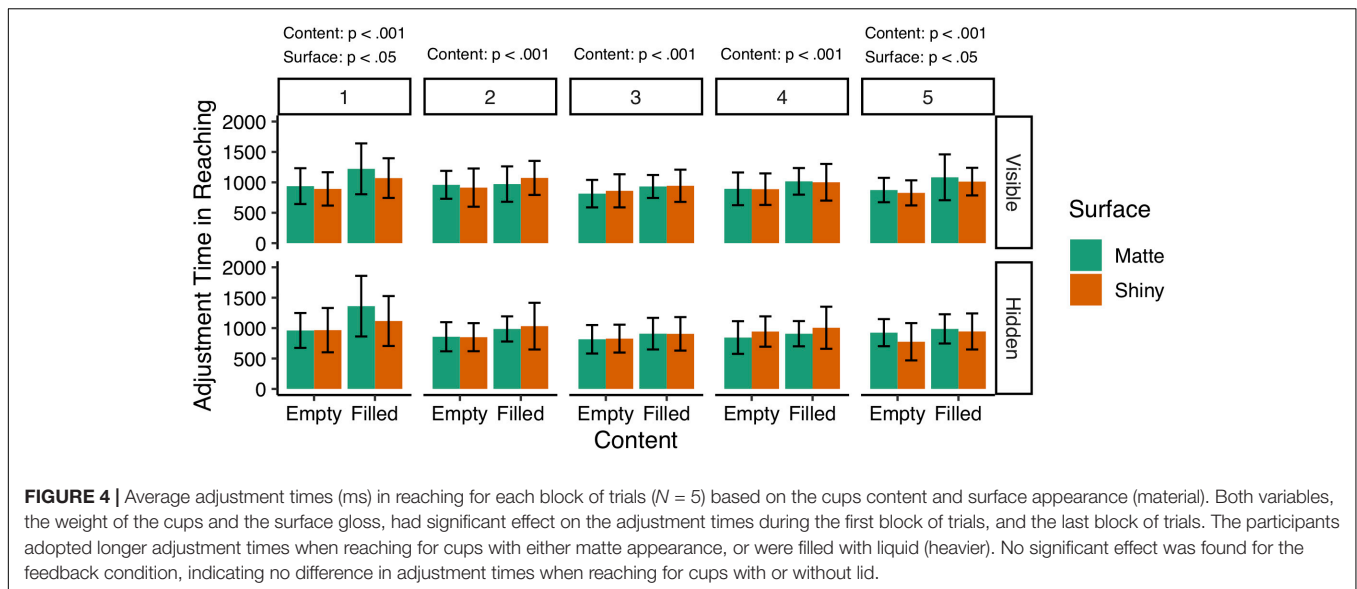 Content: p < .001
Surface: p < .05
Content: p < .001
Content: p < .001
Content: p < .001
Content: p < .001
Surface: p < .05
1
2
3
4
5
Adjustment Time in Reaching
2000
1500
1000
500
0
Visible
2000
1500
1000
500
0
Hidden
Surface
Matte
Shiny
Empty Filled
Empty Filled
Empty Filled
Empty Filled
Empty Filled
Content
FIGURE 4 | Average adjustment times (ms) in reaching for each block of trials (N = 5) based on the cups content and surface appearance (material). Both variables,
the weight of the cups and the surface gloss, had significant effect on the adjustment times during the first block of trials, and the last block of trials. The participants
adopted longer adjustment times when reaching for cups with either matte appearance, or were filled with liquid (heavier). No significant effect was found for the
feedback condition, indicating no difference in adjustment times when reaching for cups with or without lid.